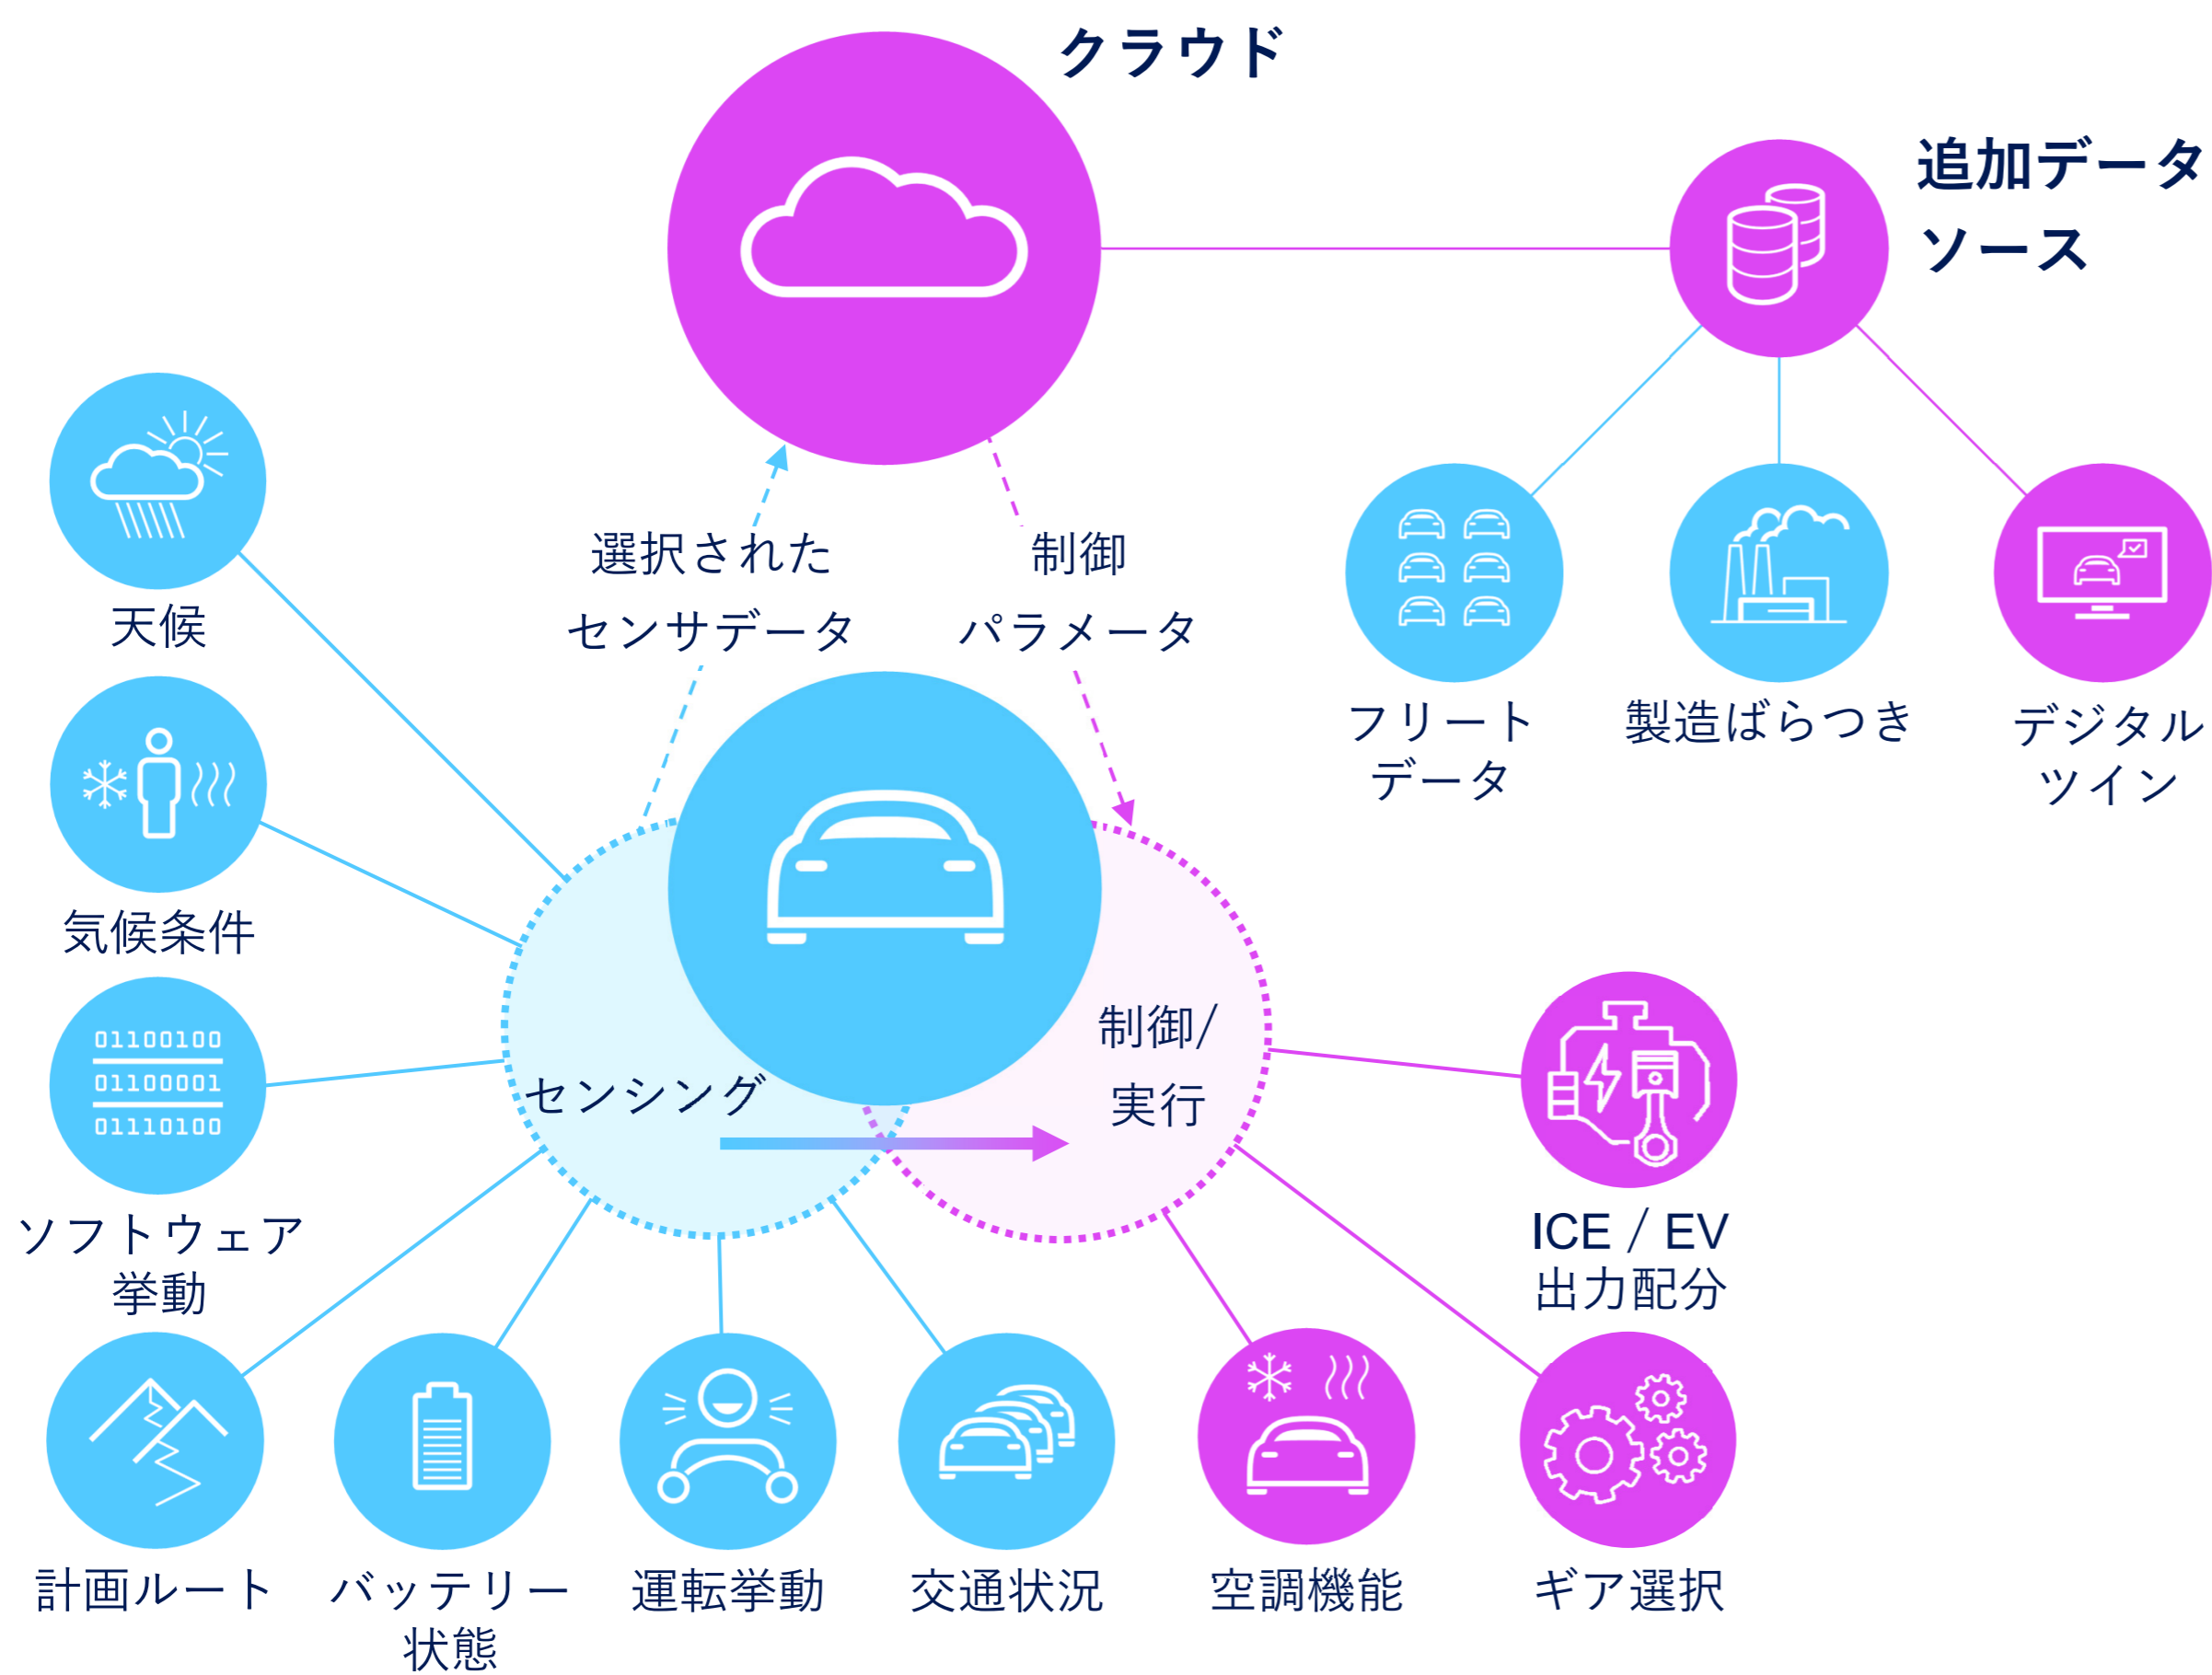 クラウド
追加データ
ソース
天候
選択された
センサデータ
制御
パラメータ
フリート
データ
製造ばらつき
デジタル
ツイン
気候条件
01100100
01100001
01110100
ソフトウェア
挙動
センシング
制御/
実行
ICE / EV
出力配分
計画ルート
バッテリー
状態
運転挙動
交通状況
空調機能
ギア選択